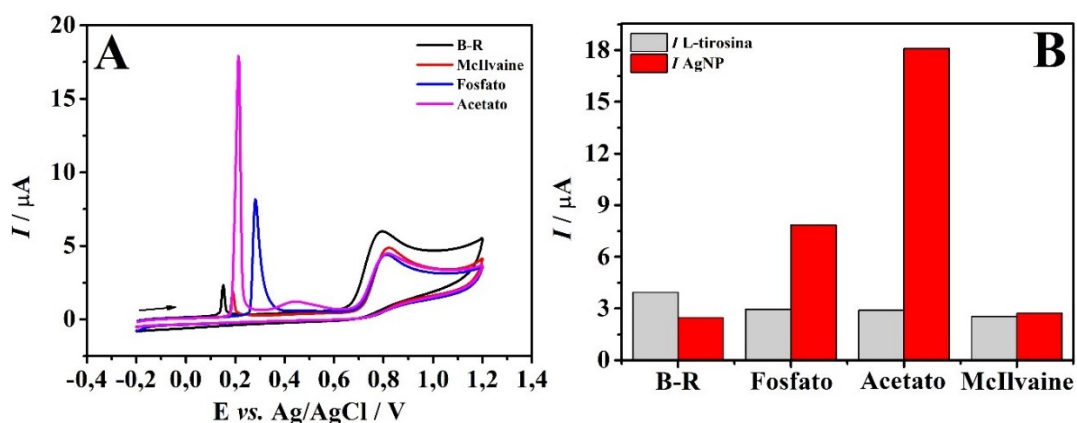 A
20
15
10
5
0
I / µA
B-R
McIlvaine
Fosfato
Acetato
-0,4 -0,2 0,0 0,2 0,4 0,6 0,8 1,0 1,2 1,4
E vs. Ag/AgCl / V
B
18
15
12
9
6
3
0
I / µA
I L-tirosina
I AgNP
B-R Fosfato Acetato McIlvaine